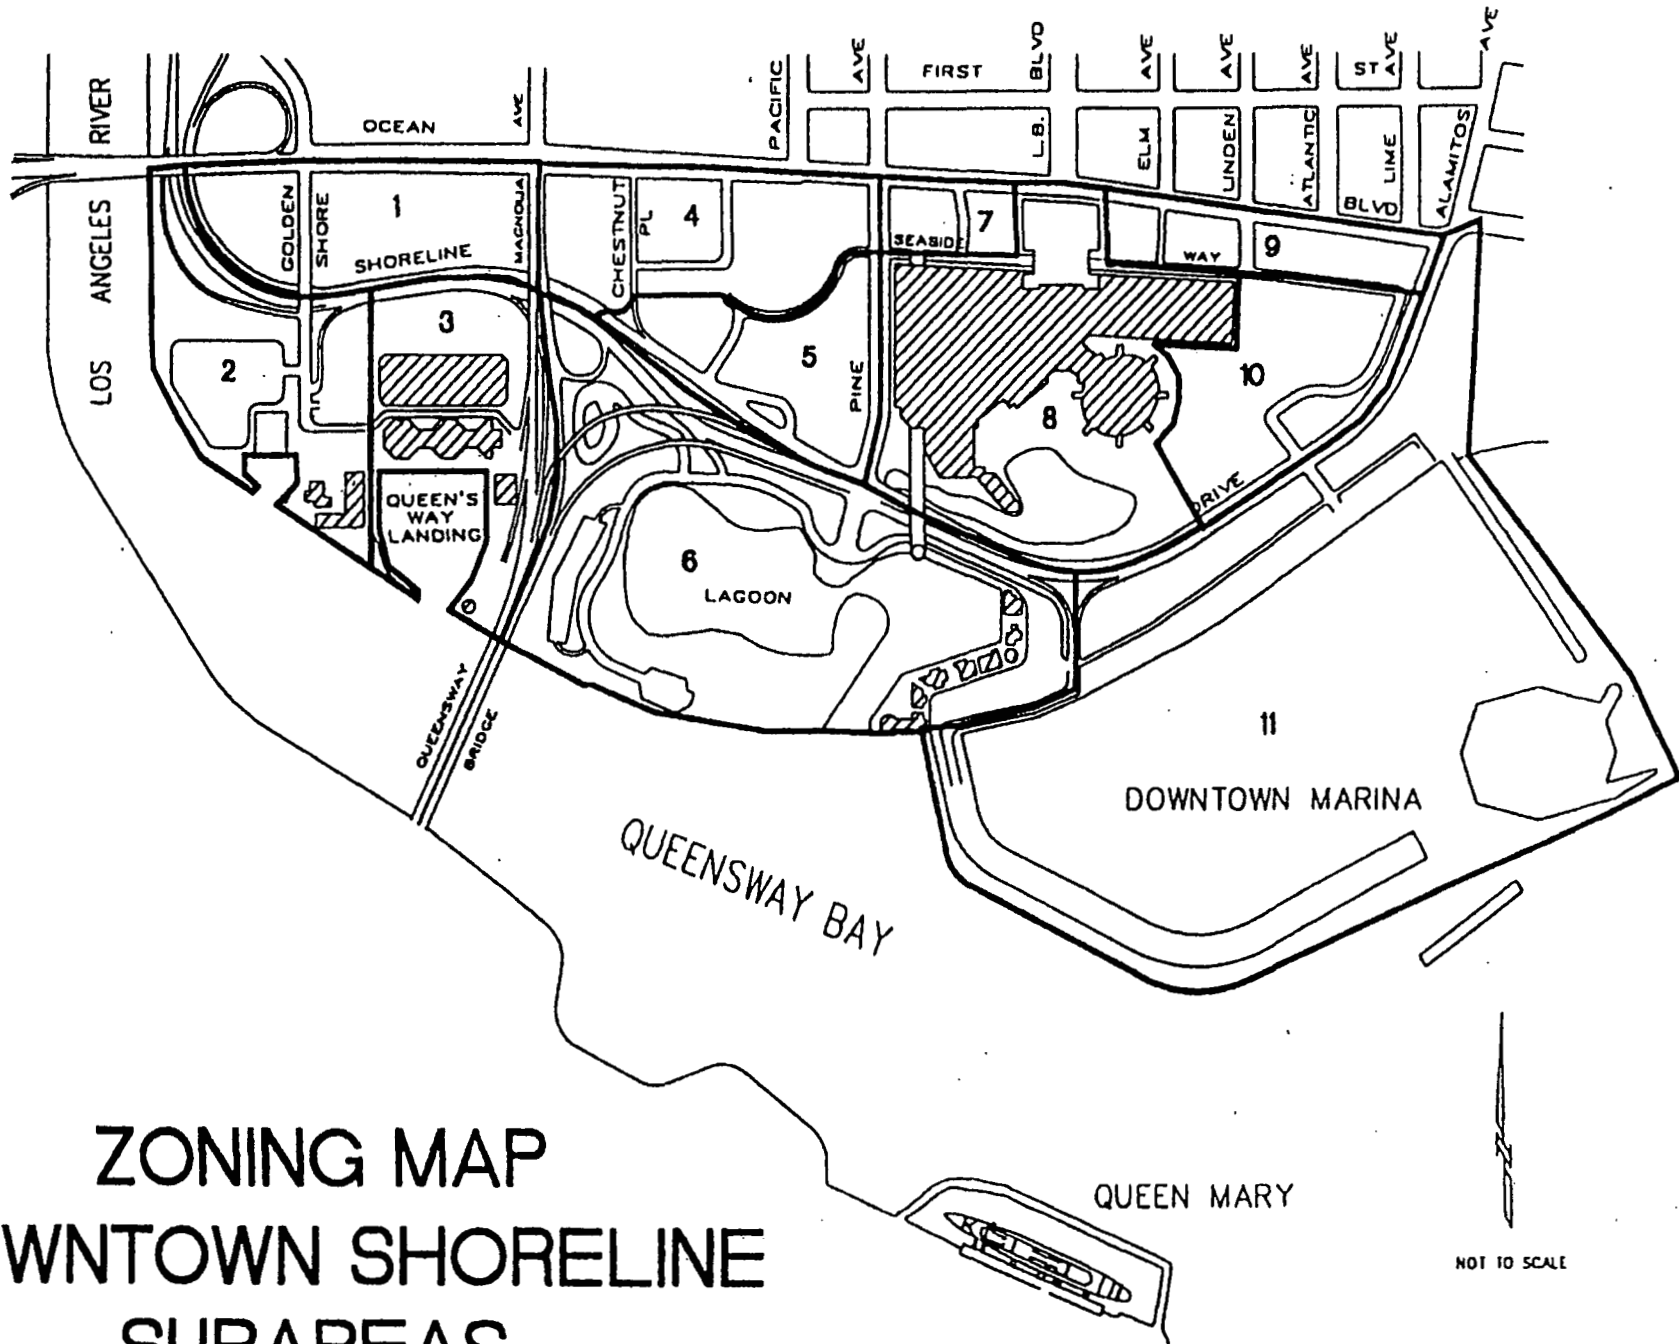 AVE
BLVD
AVE
AVE
AVE
AVE
AVE
FIRST
ST
PACIFIC
LOS ANGELES RIVER
OCEAN
AVE
L.B.
ELM
LINDEN
ATLANTIC
LIME
ALAMITOS
BLVD
GOLDEN
SHORE
1
MAGNOLIA
CHESTNUT
PL
4
7
SEASIDE
WAY
9
SHORELINE
3
2
5
PINE
8
10
DRIVE
QUEEN'S
WAY
LANDING
6
LAGOON
QUEENSWAY
BRIDGE
11
DOWNTOWN MARINA
QUEENSWAY BAY
QUEEN MARY
N
NOT TO SCALE
ZONING MAP
WNTOWN SHORELINE
SUBAREAS